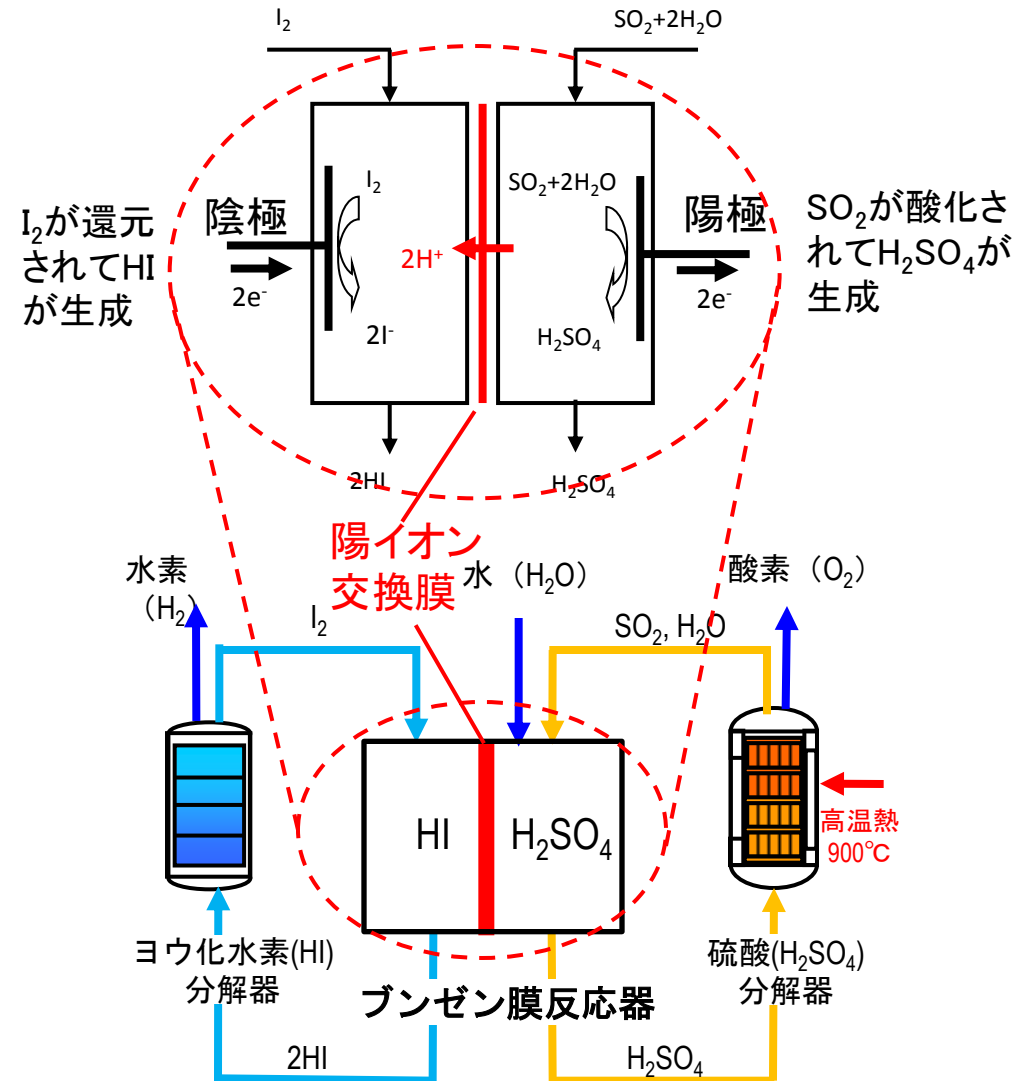 I₂
SO₂+2H₂O
I₂
SO₂+2H₂O
陰極
陽極
I₂が還元
されてHI
が生成
SO₂が酸化さ
れてH₂SO₄が
生成
2H⁺
2e⁻
2e⁻
2I⁻
H₂SO₄
2HI
H₂SO₄
陽イオン
交換膜
水素
（H₂）
水（H₂O）
酸素（O₂）
I₂
SO₂, H₂O
HI
H₂SO₄
高温熱
900℃
ヨウ化水素(HI)
分解器
硫酸(H₂SO₄)
分解器
ブンゼン膜反応器
2HI
H₂SO₄